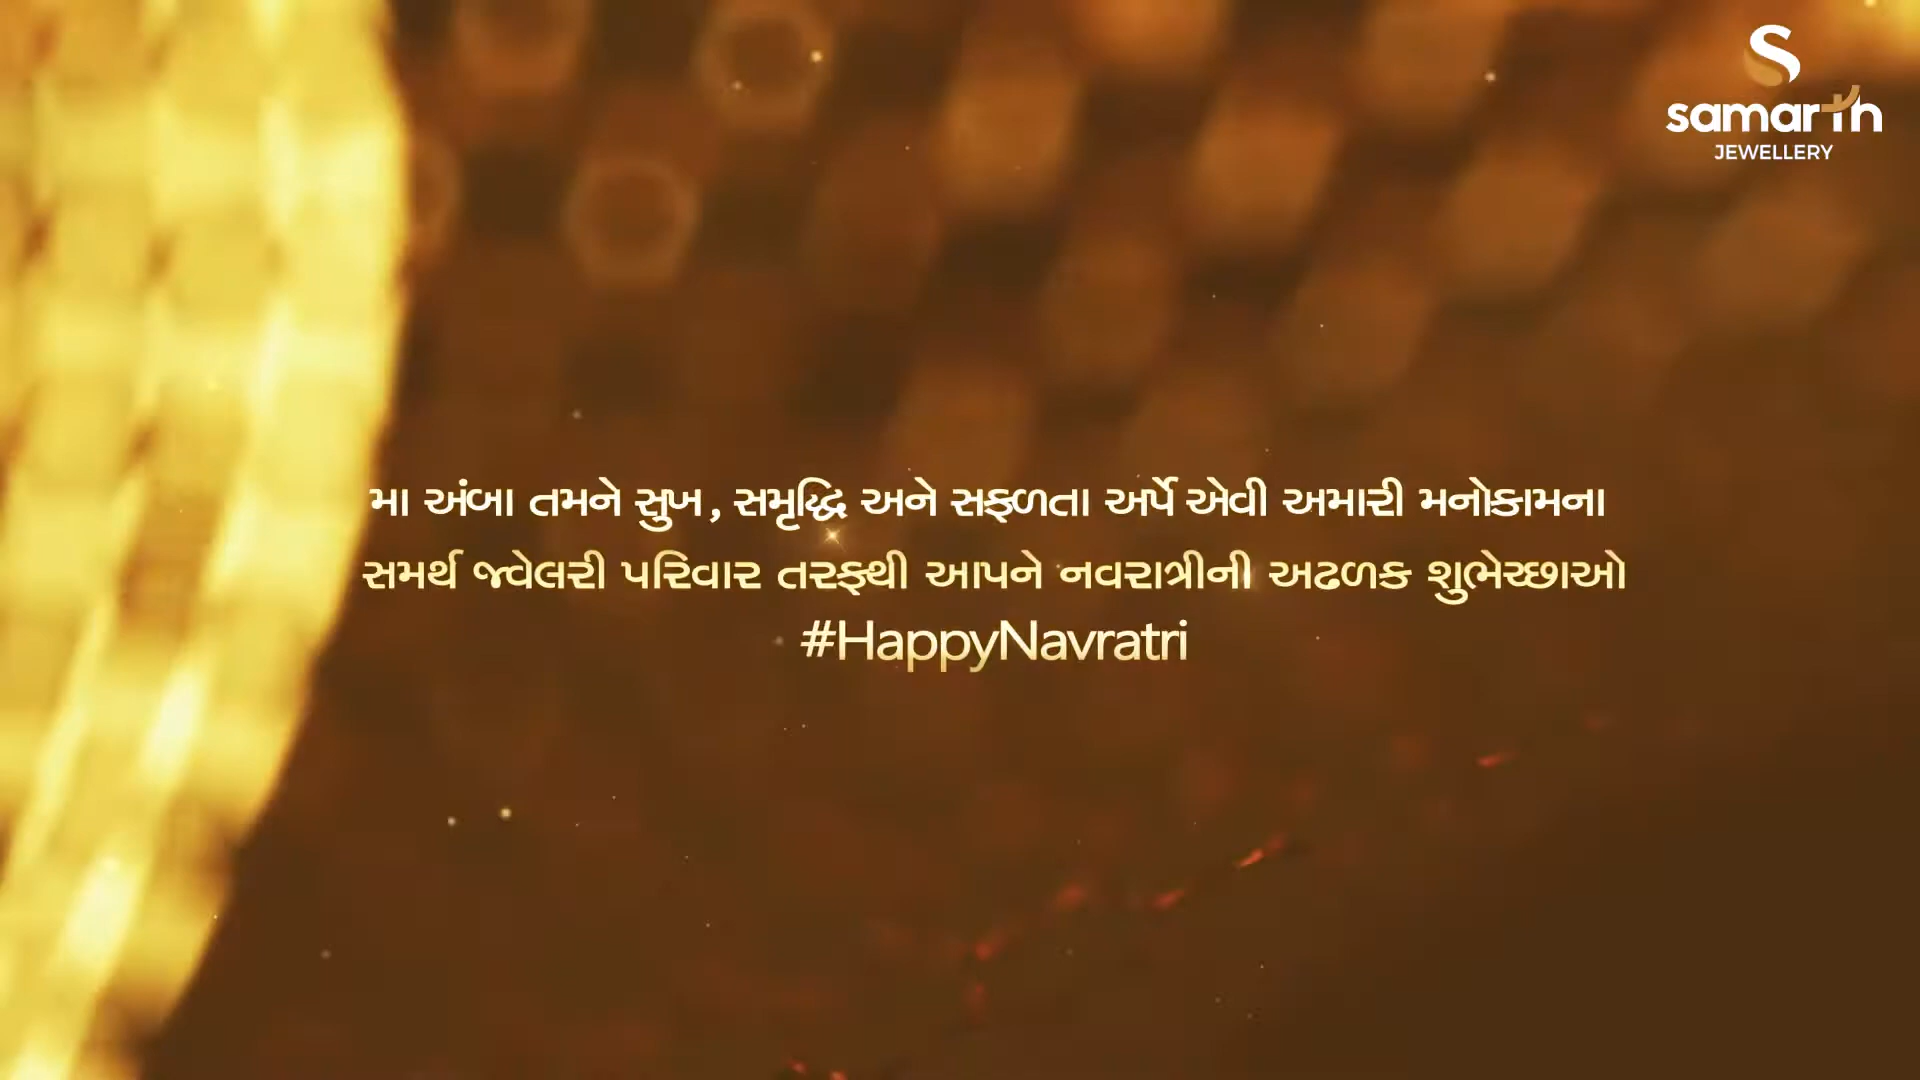 samarth
JEWELLERY
મા અંબા તમને સુખ, સમૃદ્ધિ અને સફળતા અર્પે એવી અમારી મનોકામના
સમર્થ જ્વેલરી પરિવાર તરફથી આપને નવરાત્રીની અઢળક શુભેચ્છાઓ
#HappyNavratri